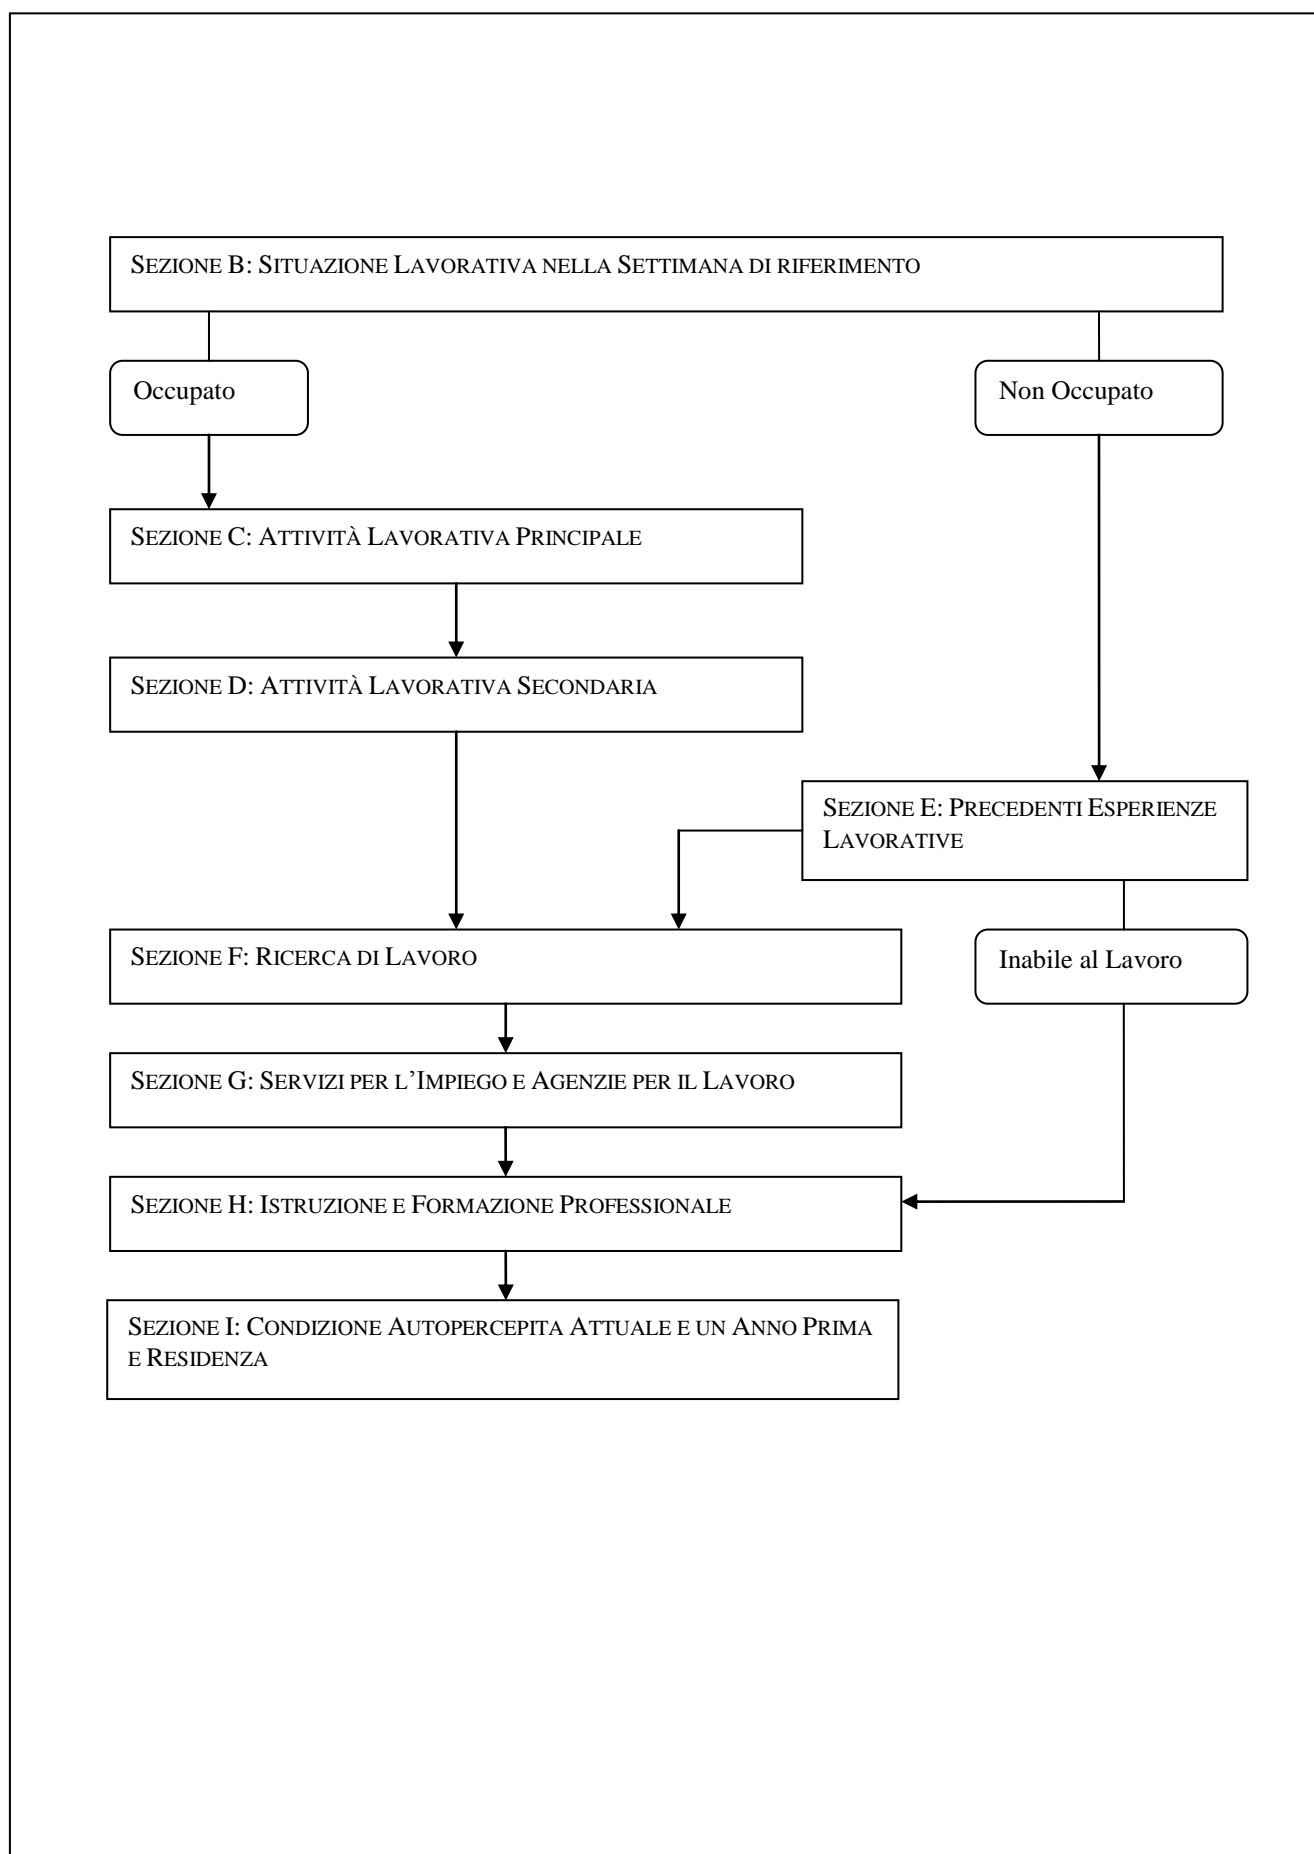 SEZIONE B: SITUAZIONE LAVORATIVA NELLA SETTIMANA DI RIFERIMENTO
Occupato
Non Occupato
SEZIONE C: ATTIVITÀ LAVORATIVA PRINCIPALE
SEZIONE D: ATTIVITÀ LAVORATIVA SECONDARIA
SEZIONE E: PRECEDENTI ESPERIENZE
LAVORATIVE
SEZIONE F: RICERCA DI LAVORO
Inabile al Lavoro
SEZIONE G: SERVIZI PER L’IMPIEGO E AGENZIE PER IL LAVORO
SEZIONE H: ISTRUZIONE E FORMAZIONE PROFESSIONALE
SEZIONE I: CONDIZIONE AUTOPERCEPITA ATTUALE E UN ANNO PRIMA
E RESIDENZA